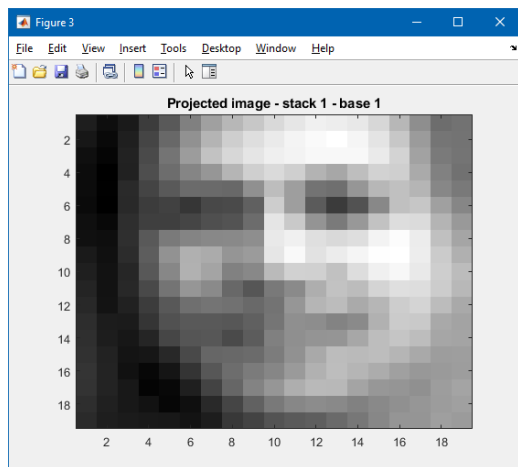 Figure 3
File Edit View Insert Tools Desktop Window Help
Projected image - stack 1 - base 1
2
4
6
8
10
12
14
16
18
2 4 6 8 10 12 14 16 18